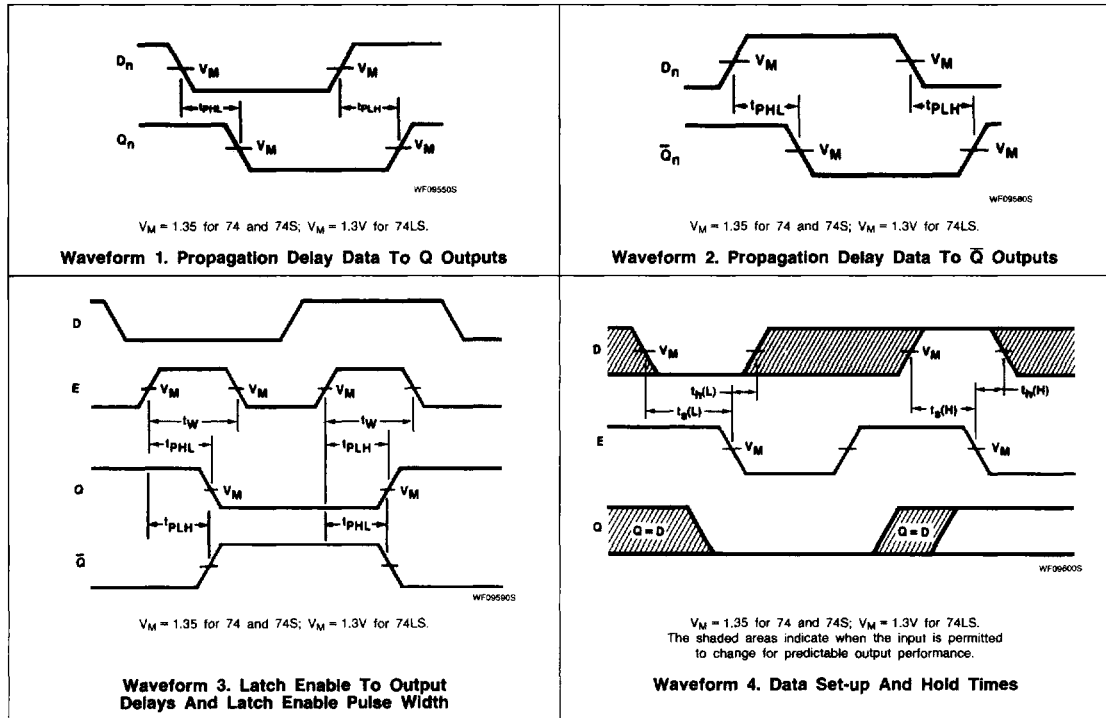 Dn
VM
VM
tPHL
tPLH
Qn
VM
VM
WF09550S
VM = 1.35 for 74 and 74S; VM = 1.3V for 74LS.
Waveform 1. Propagation Delay Data To Q Outputs
Dn
VM
VM
tPHL
tPLH
Q̄n
VM
VM
WF09580S
VM = 1.35 for 74 and 74S; VM = 1.3V for 74LS.
Waveform 2. Propagation Delay Data To Q̄ Outputs
D
E
VM
VM
VM
tW
tW
tPHL
tPLH
Q
VM
VM
tPLH
tPHL
Q̄
WF09590S
VM = 1.35 for 74 and 74S; VM = 1.3V for 74LS.
Waveform 3. Latch Enable To Output
Delays And Latch Enable Pulse Width
D
VM
VM
th(L)
th(H)
ts(L)
ts(H)
E
VM
VM
Q
Q = D
Q = D
WF09600S
VM = 1.35 for 74 and 74S; VM = 1.3V for 74LS.
The shaded areas indicate when the input is permitted
to change for predictable output performance.
Waveform 4. Data Set-up And Hold Times